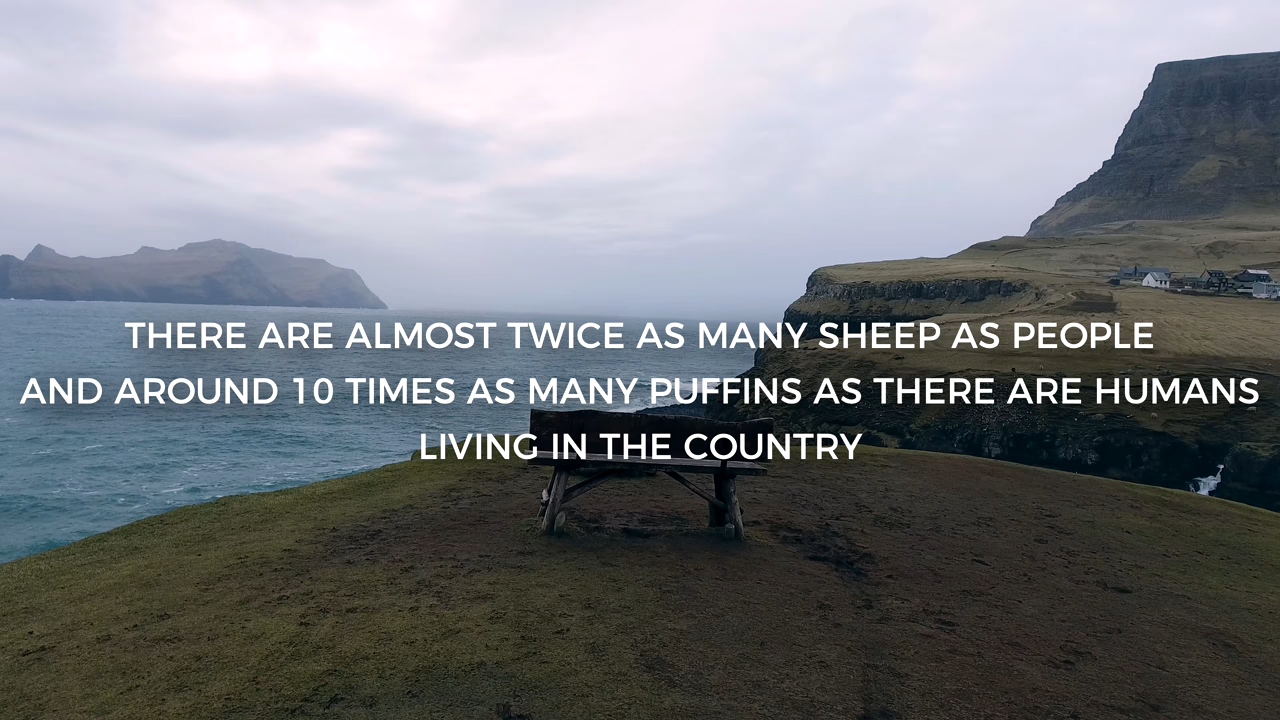 THERE ARE ALMOST TWICE AS MANY SHEEP AS PEOPLE
AND AROUND 10 TIMES AS MANY PUFFINS AS THERE ARE HUMANS
LIVING IN THE COUNTRY